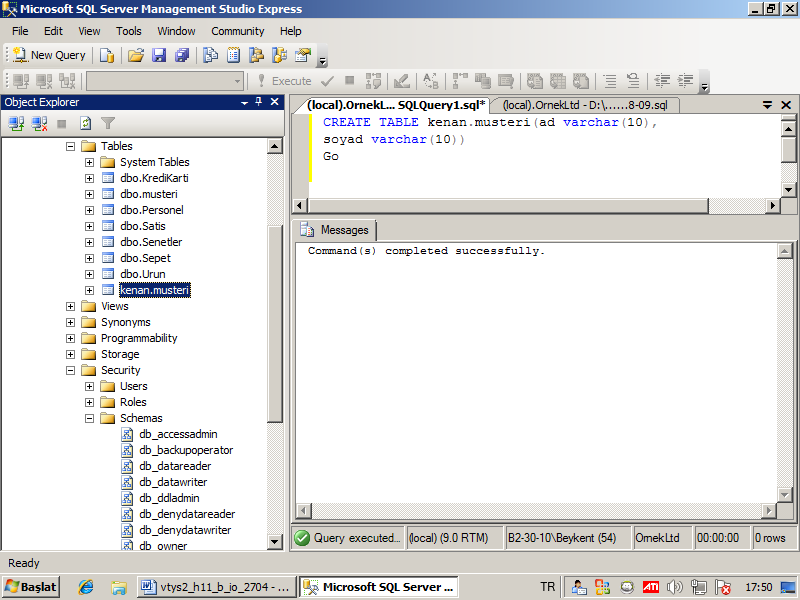 Microsoft SQL Server Management Studio Express
File Edit View Tools Window Community Help
New Query
Execute
Object Explorer
Tables
System Tables
dbo.KrediKarti
dbo.musteri
dbo.Personel
dbo.Satis
dbo.Senetler
dbo.Sepet
dbo.Urun
kenan.musteri
Views
Synonyms
Programmability
Storage
Security
Users
Roles
Schemas
db_accessadmin
db_backupoperator
db_datareader
db_datawriter
db_ddladmin
db_denydatareader
db_denydatawriter
db_owner
(local).OrnekL... SQLQuery1.sql* (local).OrnekLtd - D:\......8-09.sql
CREATE TABLE kenan.musteri(ad varchar(10),
soyad varchar(10))
Go
Messages
Command(s) completed successfully.
Query executed... (local) (9.0 RTM) B2-30-10\Beykent (54) OrnekLtd 00:00:00 0 rows
Ready
Başlat vtys2_h11_b_io_2704 - ... Microsoft SQL Server ... TR ATI 17:50